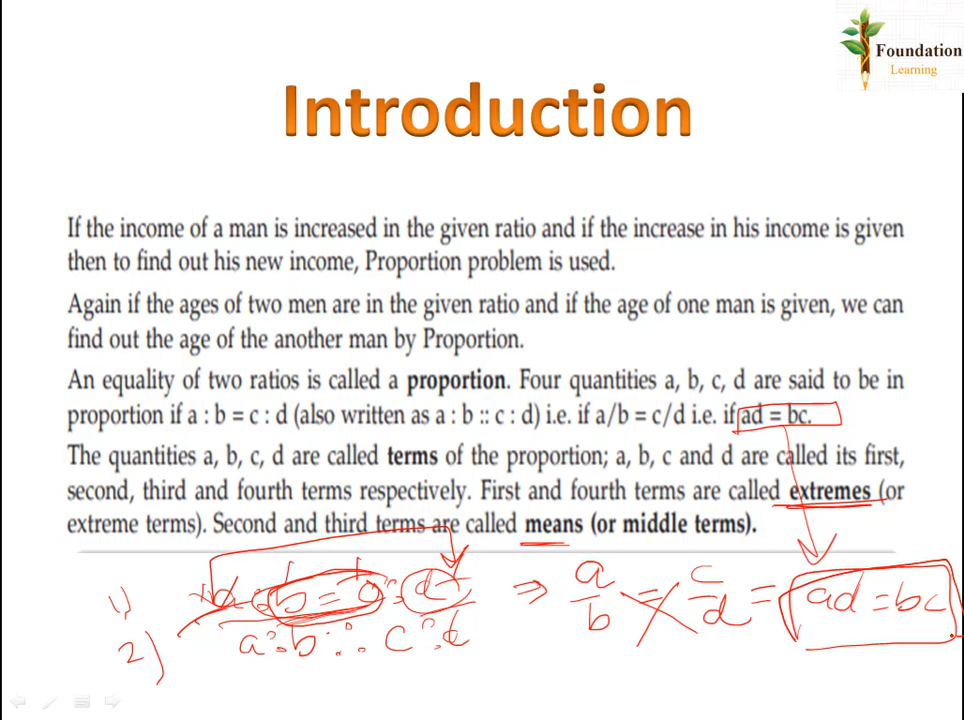 Foundation
Learning
Introduction
If the income of a man is increased in the given ratio and if the increase in his income is given
then to find out his new income, Proportion problem is used.
Again if the ages of two men are in the given ratio and if the age of one man is given, we can
find out the age of the another man by Proportion.
An equality of two ratios is called a proportion. Four quantities a, b, c, d are said to be in
proportion if a : b = c : d (also written as a : b :: c : d) i.e. if a/b = c/d i.e. if ad = bc.
The quantities a, b, c, d are called terms of the proportion; a, b, c and d are called its first,
second, third and fourth terms respectively. First and fourth terms are called extremes (or
extreme terms). Second and third terms are called means (or middle terms).
1) b = d ⇒ a/b = c/d = ad = bc
2) a : b :: c : d